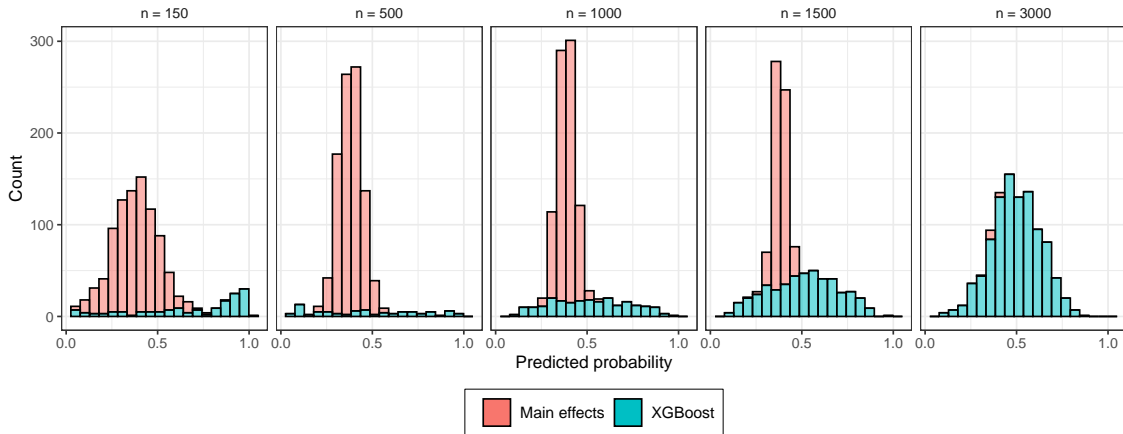 n = 150 n = 500 n = 1000 n = 1500 n = 3000
300
200
100
0
Count
0.0 0.5 1.0 0.0 0.5 1.0 0.0 0.5 1.0 0.0 0.5 1.0 0.0 0.5 1.0
Predicted probability
Main effects XGBoost